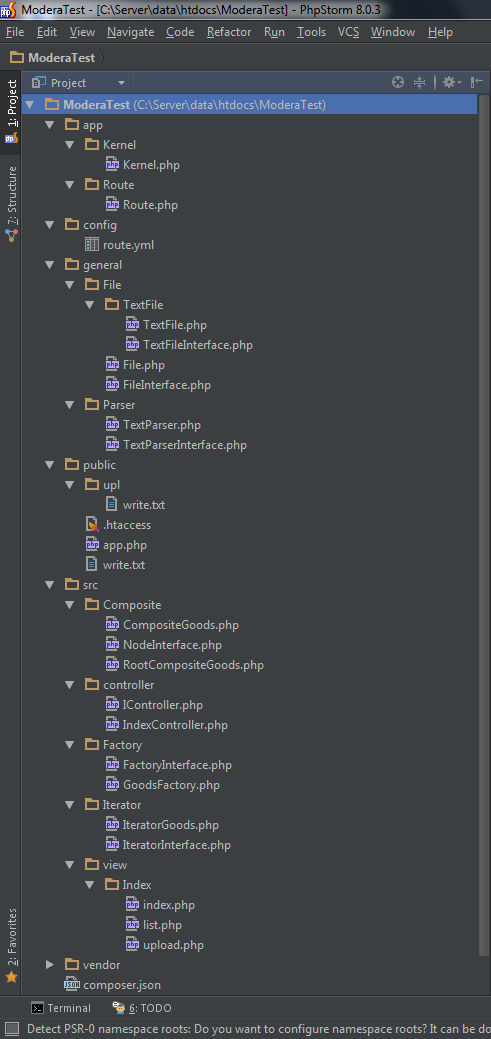 ModeraTest - [C:\Server\data\htdocs\ModeraTest] - PhpStorm 8.0.3
File Edit View Navigate Code Refactor Run Tools VCS Window Help
ModeraTest
Project
1: Project
7: Structure
2: Favorites
ModeraTest (C:\Server\data\htdocs\ModeraTest)
app
Kernel
Kernel.php
Route
Route.php
config
route.yml
general
File
TextFile
TextFile.php
TextFileInterface.php
File.php
FileInterface.php
Parser
TextParser.php
TextParserInterface.php
public
upl
write.txt
.htaccess
app.php
write.txt
src
Composite
CompositeGoods.php
NodeInterface.php
RootCompositeGoods.php
controller
IController.php
IndexController.php
Factory
FactoryInterface.php
GoodsFactory.php
Iterator
IteratorGoods.php
IteratorInterface.php
view
Index
index.php
list.php
upload.php
vendor
composer.json
Terminal 6: TODO
Detect PSR-0 namespace roots: Do you want to configure namespace roots? It can be do